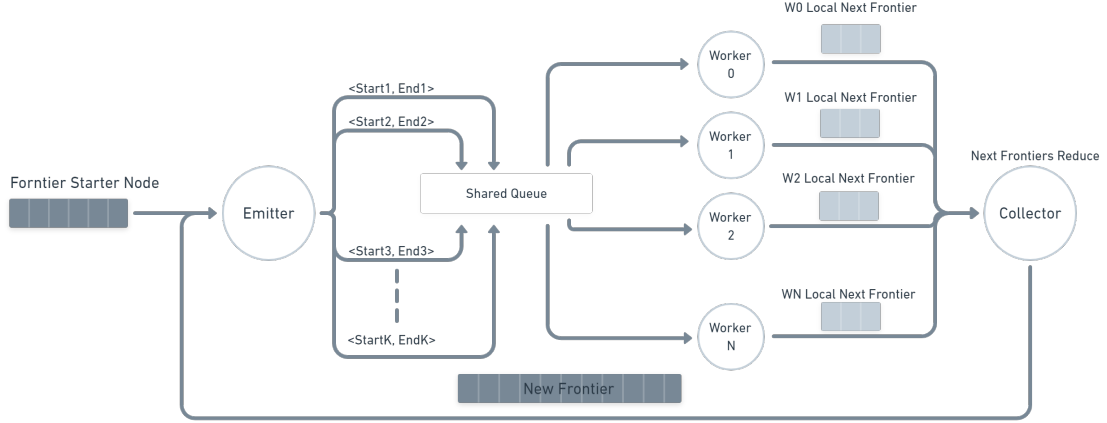 W0 Local Next Frontier
Worker
0
<Start1, End1>
W1 Local Next Frontier
<Start2, End2>
Worker
1
Next Frontiers Reduce
Forntier Starter Node
W2 Local Next Frontier
Shared Queue
Emitter
Worker
2
Collector
<Start3, End3>
WN Local Next Frontier
Worker
N
<StartK, EndK>
New Frontier